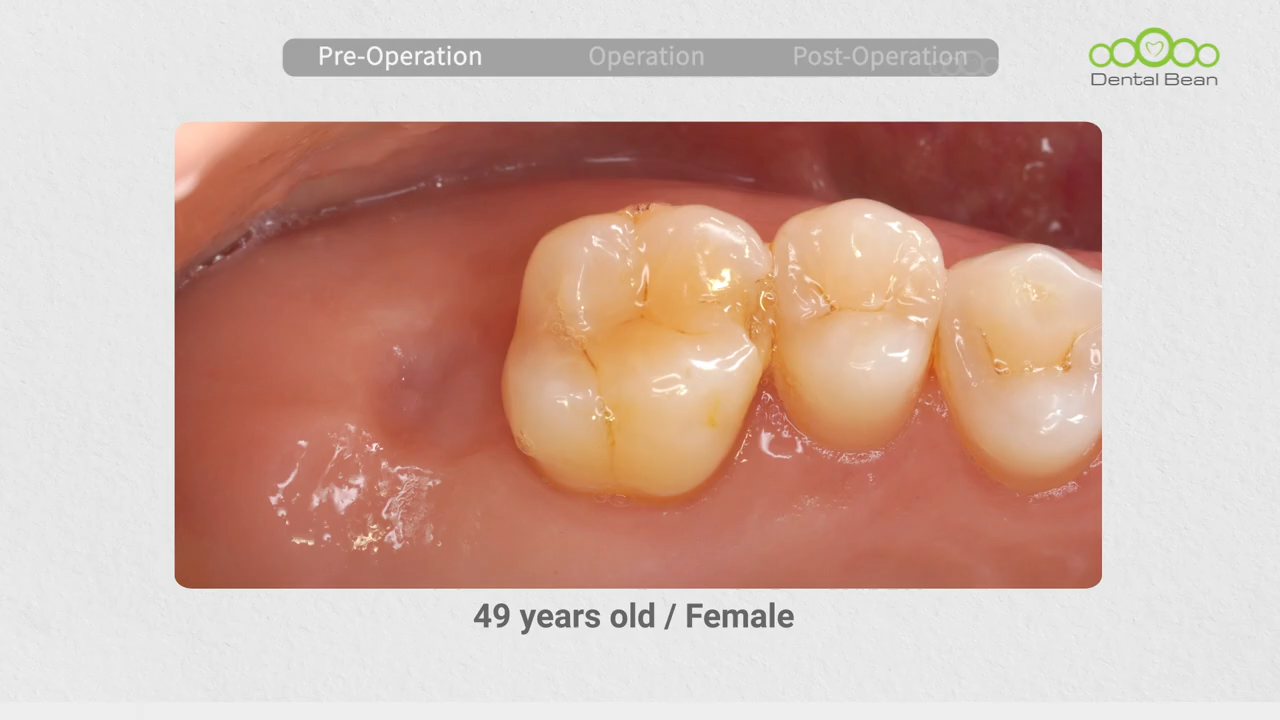 Pre-Operation Operation Post-Operation
Dental Bean
49 years old / Female